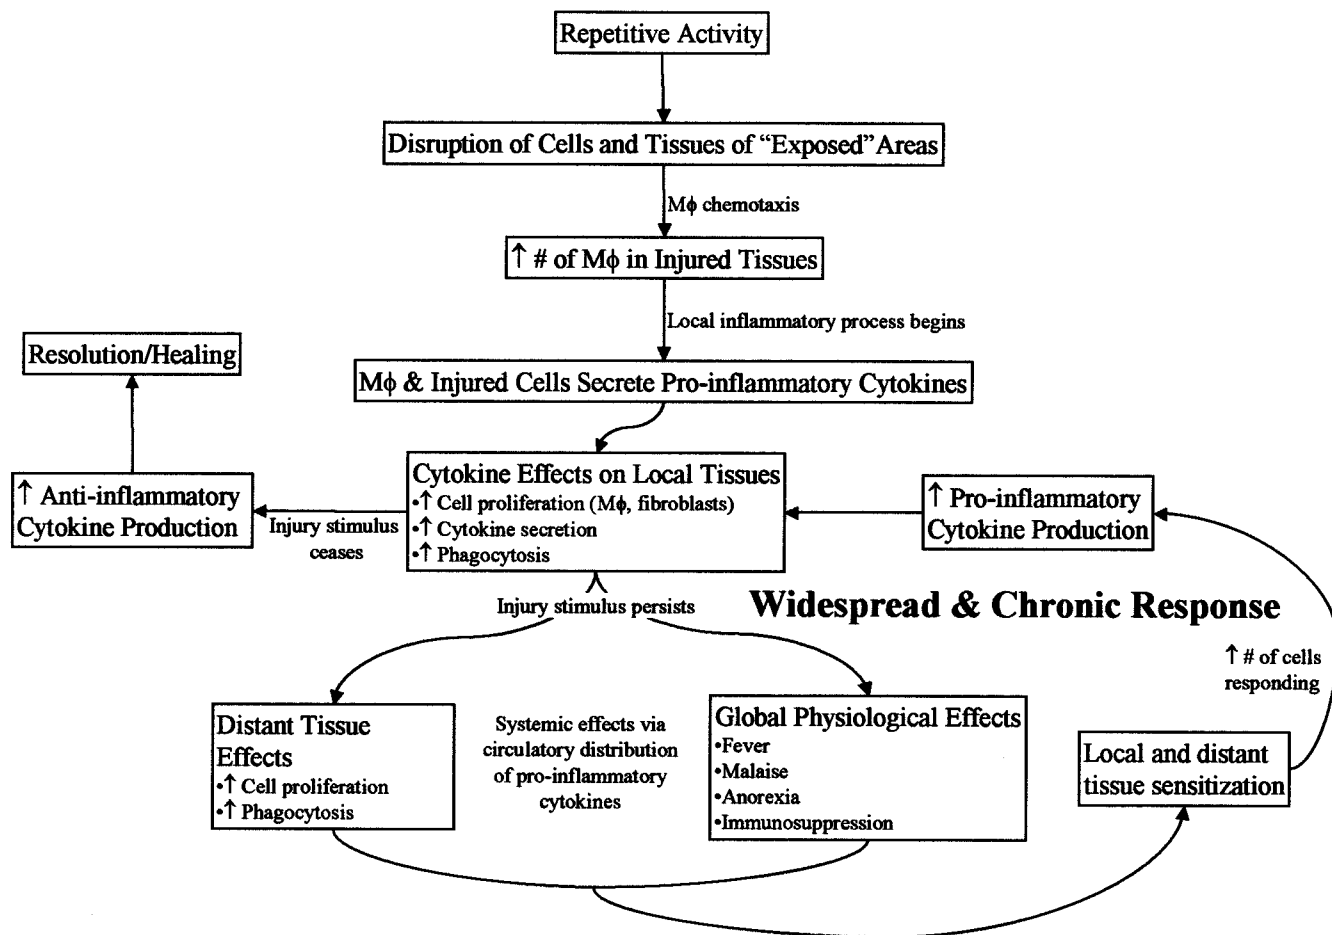 Repetitive Activity
Disruption of Cells and Tissues of “Exposed” Areas
Mϕ chemotaxis
↑ # of Mϕ in Injured Tissues
Local inflammatory process begins
Resolution/Healing
Mϕ & Injured Cells Secrete Pro-inflammatory Cytokines
↑ Anti-inflammatory
Cytokine Production
Injury stimulus
ceases
Cytokine Effects on Local Tissues
•↑ Cell proliferation (Mϕ, fibroblasts)
•↑ Cytokine secretion
•↑ Phagocytosis
↑ Pro-inflammatory
Cytokine Production
Injury stimulus persists
Widespread & Chronic Response
↑ # of cells
responding
Distant Tissue
Effects
•↑ Cell proliferation
•↑ Phagocytosis
Systemic effects via
circulatory distribution
of pro-inflammatory
cytokines
Global Physiological Effects
•Fever
•Malaise
•Anorexia
•Immunosuppression
Local and distant
tissue sensitization